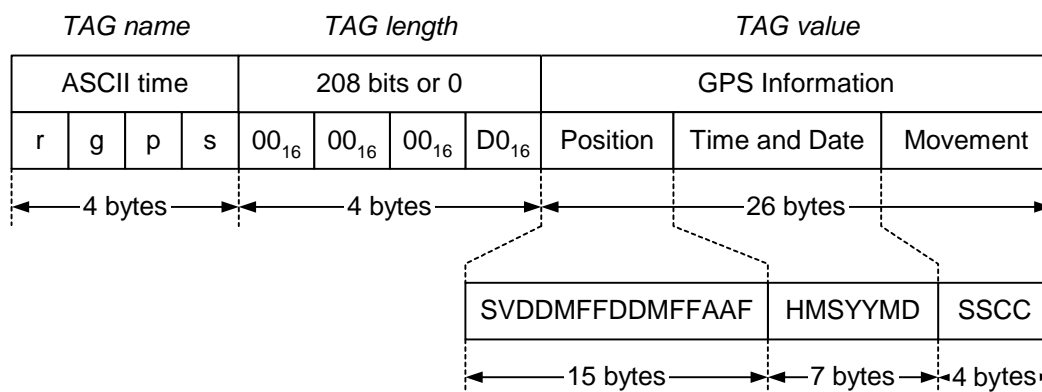 TAG name TAG length TAG value
ASCII time 208 bits or 0 GPS Information
r g p s 00₁₆ 00₁₆ 00₁₆ D0₁₆ Position Time and Date Movement
4 bytes 4 bytes 26 bytes
SVDDMFFDDMFFAAF HMSYYMD SSCC
15 bytes 7 bytes 4 bytes